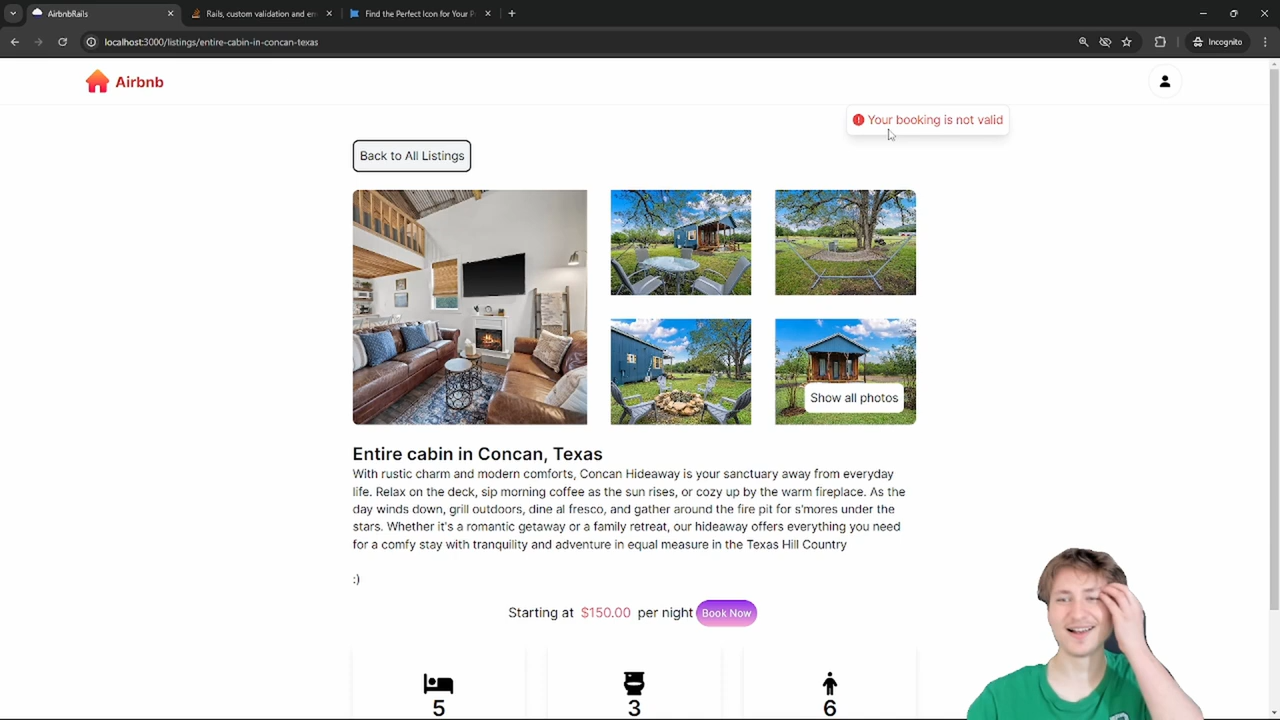 AirbnbRails
Rails, custom validation and em
Find the Perfect Icon for Your P
localhost:3000/listings/entire-cabin-in-concan-texas
Incognito
Airbnb
Your booking is not valid
Back to All Listings
Show all photos
Entire cabin in Concan, Texas
With rustic charm and modern comforts, Concan Hideaway is your sanctuary away from everyday
life. Relax on the deck, sip morning coffee as the sun rises, or cozy up by the warm fireplace. As the
day winds down, grill outdoors, dine al fresco, and gather around the fire pit for s'mores under the
stars. Whether it's a romantic getaway or a family retreat, our hideaway offers everything you need
for a comfy stay with tranquility and adventure in equal measure in the Texas Hill Country
:)
Starting at $150.00 per night Book Now
5 3 6